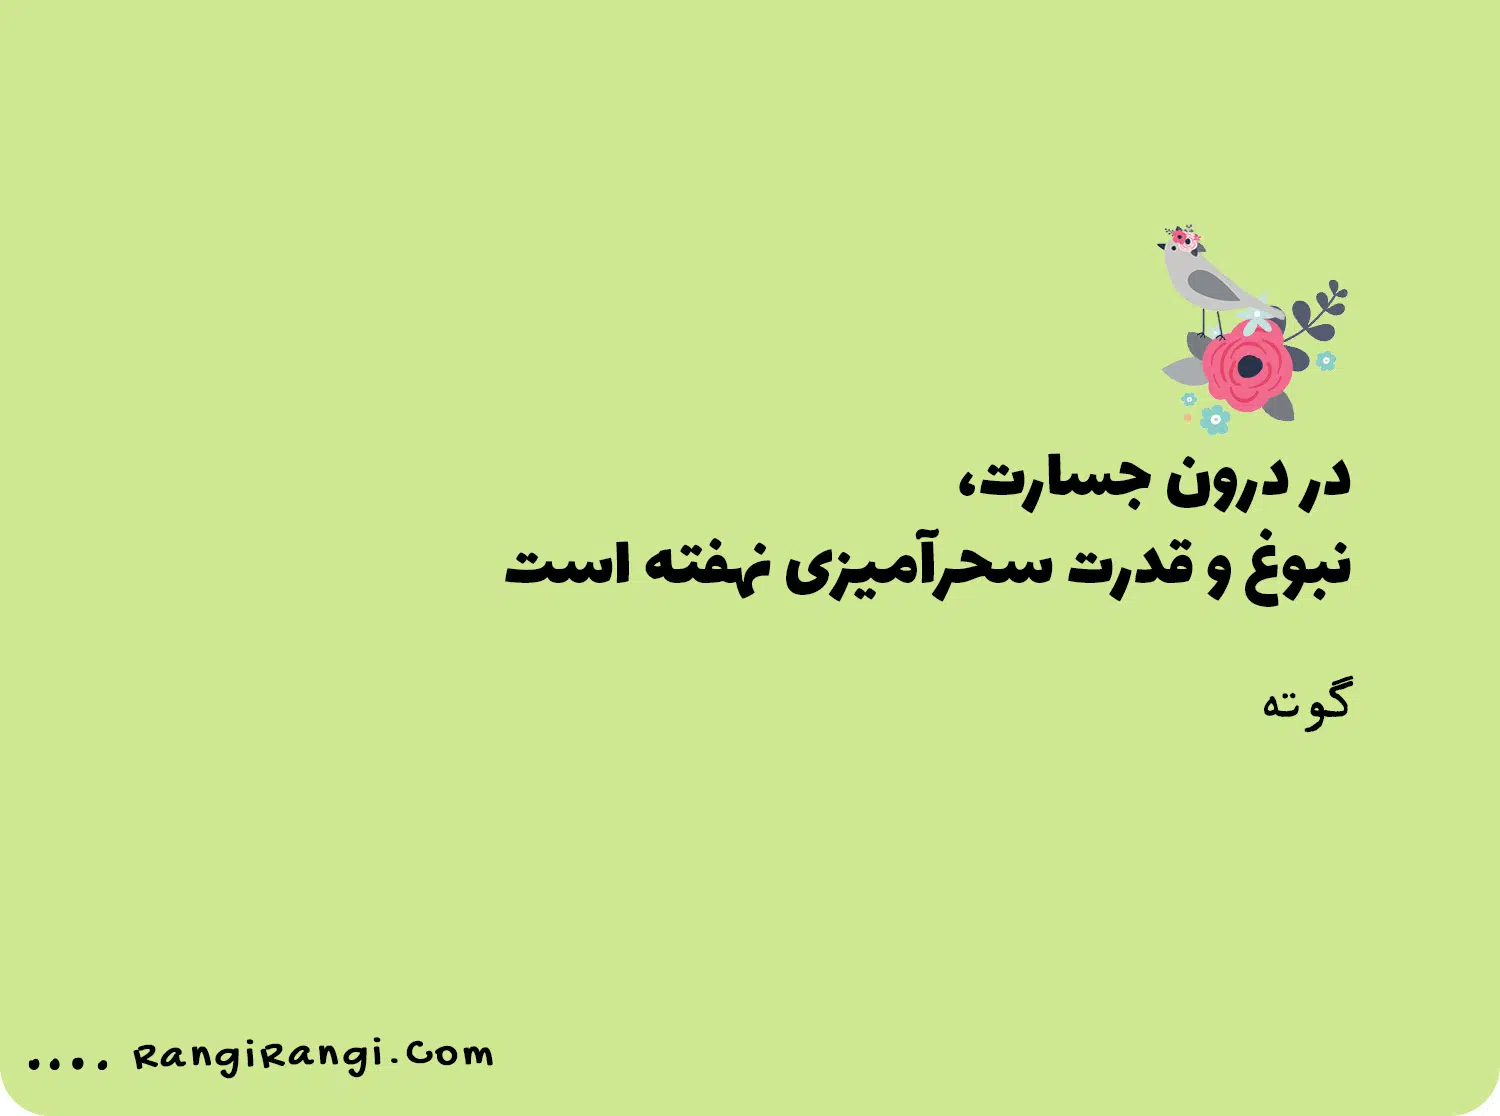 در درون جسارت،
نبوغ و قدرت سحرآمیزی نهفته است
گوته
.... RangiRangi.Com